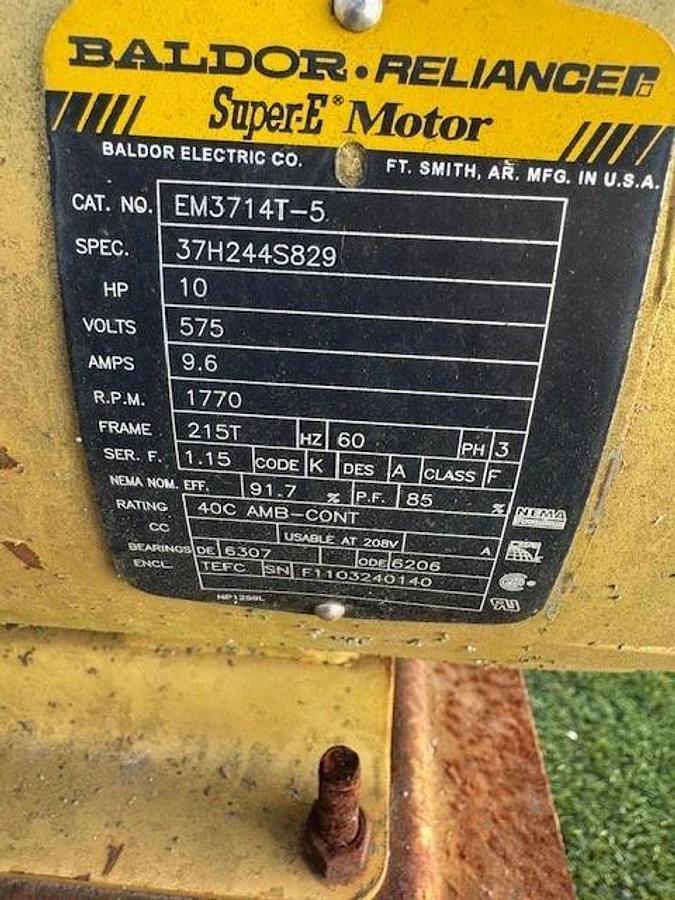 BALDOR • RELIANCE
Super-E® Motor
BALDOR ELECTRIC CO. FT. SMITH, AR. MFG. IN U.S.A.
CAT. NO. EM3714T-5
SPEC. 37H244S829
HP 10
VOLTS 575
AMPS 9.6
R.P.M. 1770
FRAME 215T HZ 60 PH 3
SER. F. 1.15 CODE K DES A CLASS F
NEMA NOM. EFF. 91.7 % P.F. 85 %
RATING 40C AMB-CONT
CC USABLE AT 208V A
BEARINGS DE 6307 ODE 6206
ENCL. TEFC SN F1103240140
NP1259L
NEMA